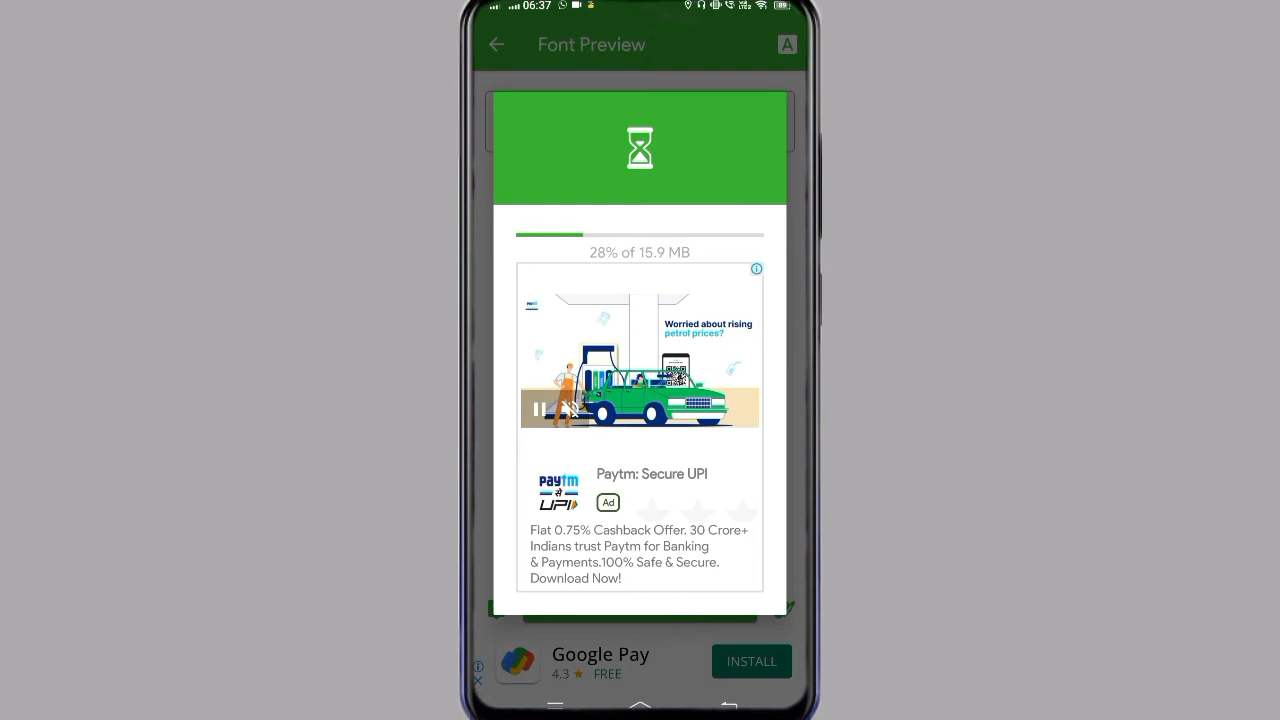 06:37
Font Preview
A
28% of 15.9 MB
Worried about rising
petrol prices?
paytm
से
UPI
Paytm: Secure UPI
Ad
Flat 0.75% Cashback Offer. 30 Crore+
Indians trust Paytm for Banking
& Payments.100% Safe & Secure.
Download Now!
Google Pay
4.3 ★ FREE
INSTALL